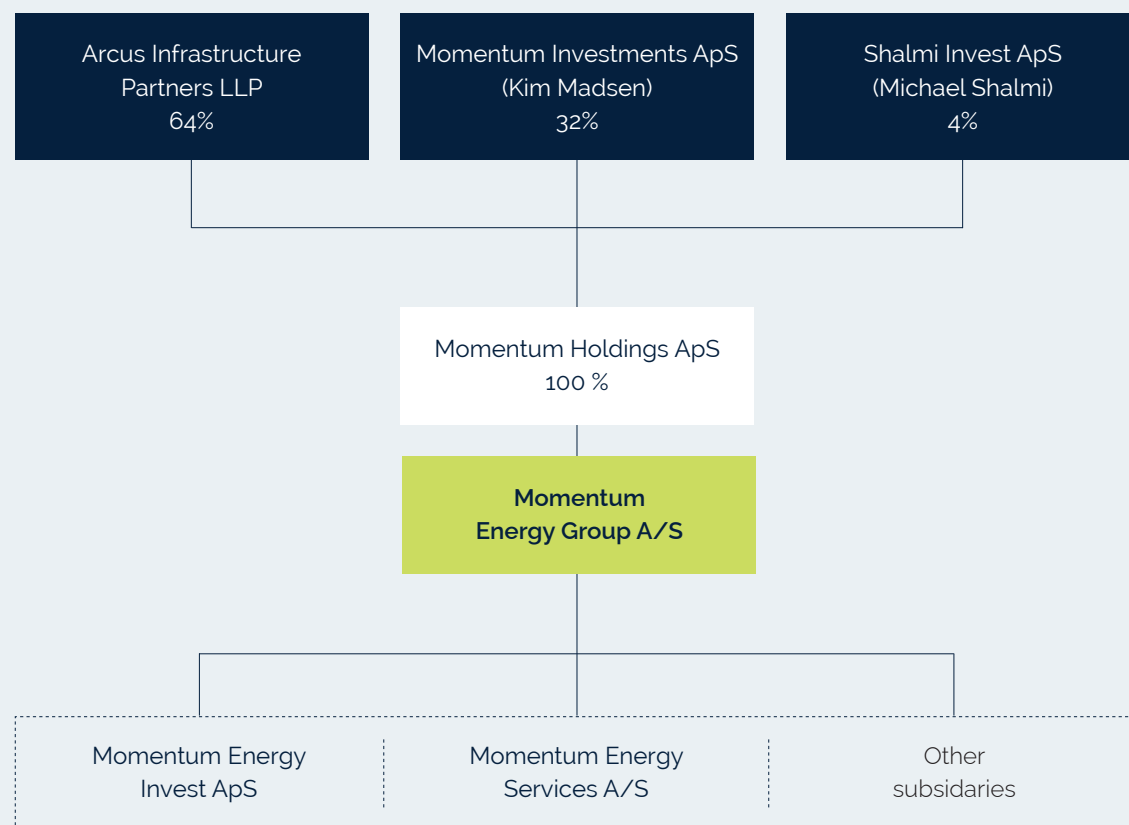 Arcus Infrastructure
Partners LLP
64%
Momentum Investments ApS
(Kim Madsen)
32%
Shalmi Invest ApS
(Michael Shalmi)
4%
Momentum Holdings ApS
100 %
Momentum
Energy Group A/S
Momentum Energy
Invest ApS
Momentum Energy
Services A/S
Other
subsidaries